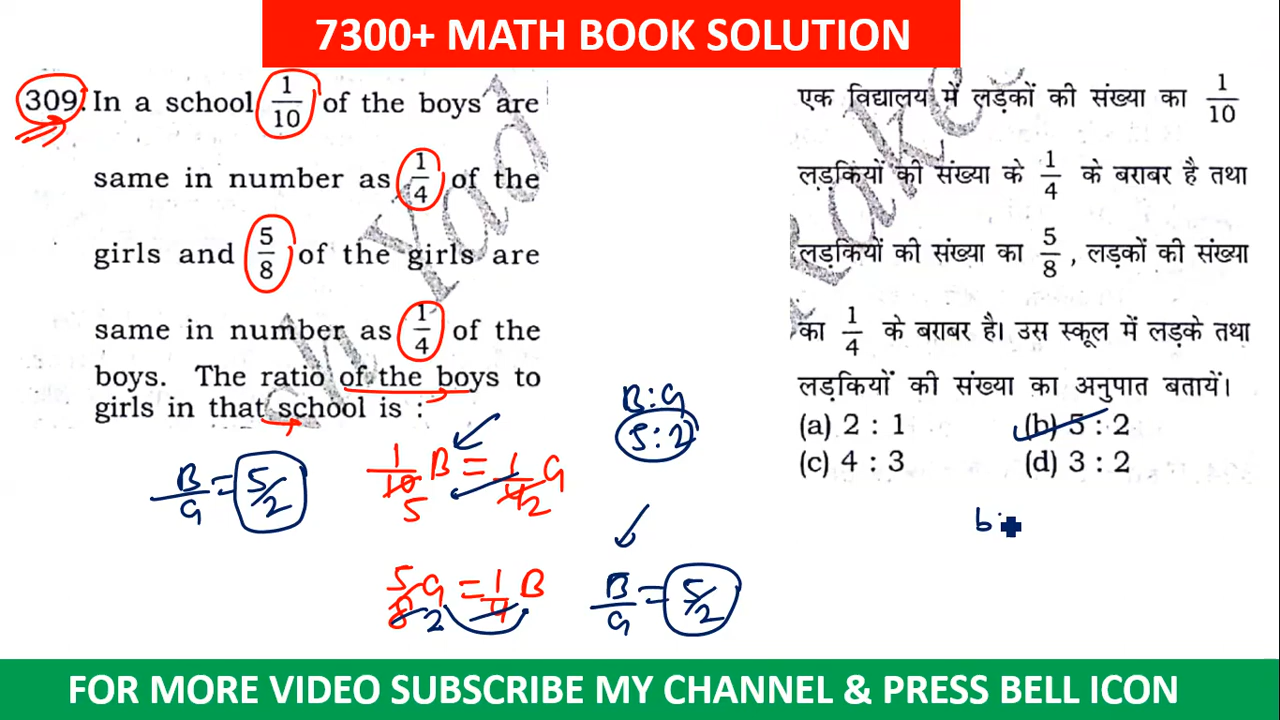 7300+ MATH BOOK SOLUTION
309. In a school 1/10 of the boys are
same in number as 1/4 of the
girls and 5/8 of the girls are
same in number as 1/4 of the
boys. The ratio of the boys to
girls in that school is :
एक विद्यालय में लड़कों की संख्या का 1/10
लड़कियों की संख्या के 1/4 के बराबर है तथा
लड़कियों की संख्या का 5/8, लड़कों की संख्या
का 1/4 के बराबर है। उस स्कूल में लड़के तथा
लड़कियों की संख्या का अनुपात बतायें।
(a) 2 : 1 (b) 5 : 2
(c) 4 : 3 (d) 3 : 2
B:G
5:2
B/G = 5/2
1/10 B = 1/4 G
5 2
5/8 G = 1/4 B
2
B/G = 5/2
b
FOR MORE VIDEO SUBSCRIBE MY CHANNEL & PRESS BELL ICON